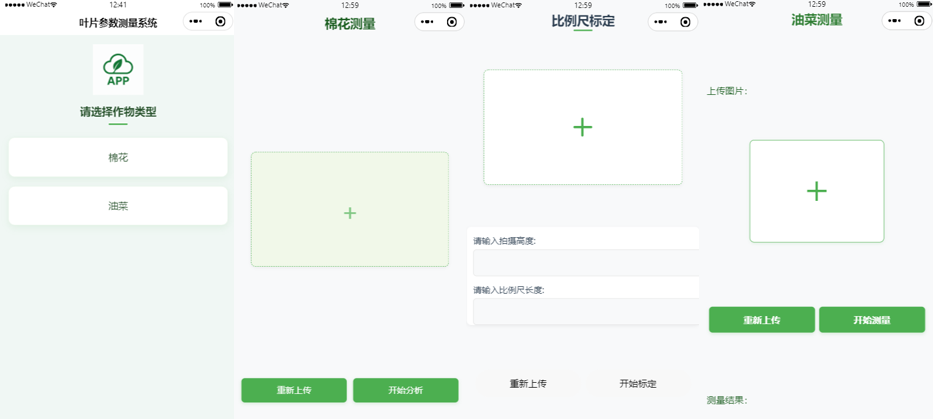 WeChat 12:41 100%
叶片参数测量系统
APP
请选择作物类型
棉花
油菜
WeChat 12:59 100%
棉花测量
重新上传 开始分析
WeChat 12:59 100%
比例尺标定
请输入拍摄高度:
请输入比例尺长度:
重新上传 开始标定
WeChat 12:59 100%
油菜测量
上传图片:
重新上传 开始测量
测量结果: